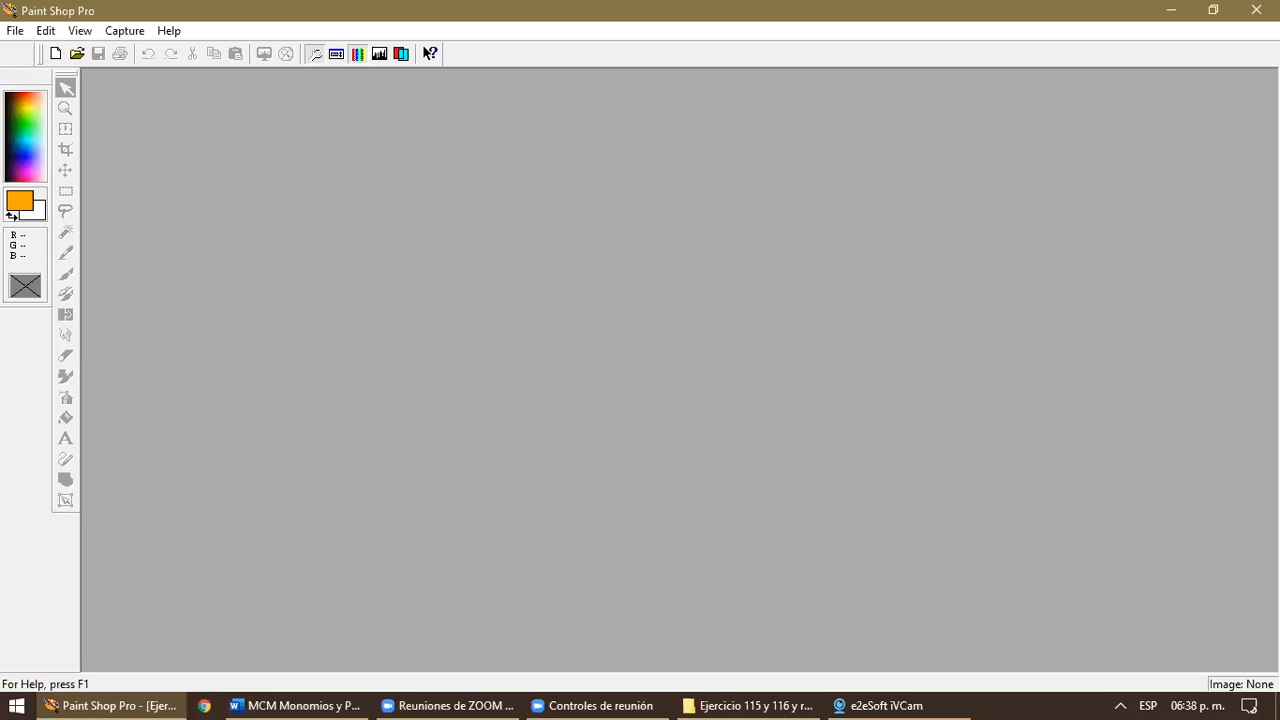 Paint Shop Pro
File Edit View Capture Help
R --
G --
B --
For Help, press F1
Image: None
Paint Shop Pro - [Ejer...
MCM Monomios y P...
Reuniones de ZOOM ...
Controles de reunión
Ejercicio 115 y 116 y r...
e2eSoft iVCam
ESP
06:38 p. m.